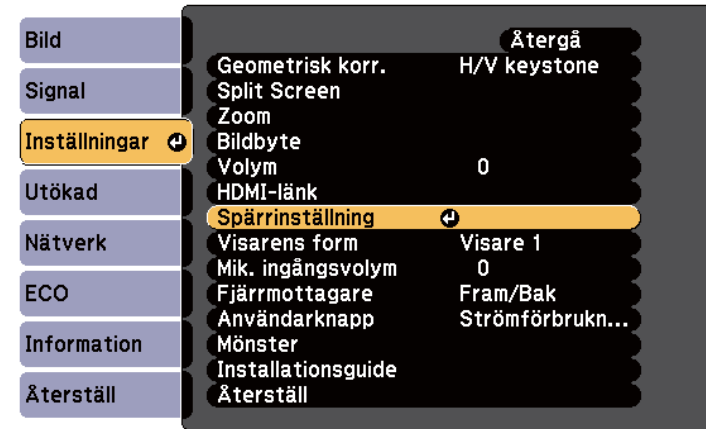 Bild
Signal
Inställningar
Utökad
Nätverk
ECO
Information
Återställ
Återgå
Geometrisk korr. H/V keystone
Split Screen
Zoom
Bildbyte
Volym 0
HDMI-länk
Spärrinställning
Visarens form Visare 1
Mik. ingångsvolym 0
Fjärrmottagare Fram/Bak
Användarknapp Strömförbrukn...
Mönster
Installationsguide
Återställ